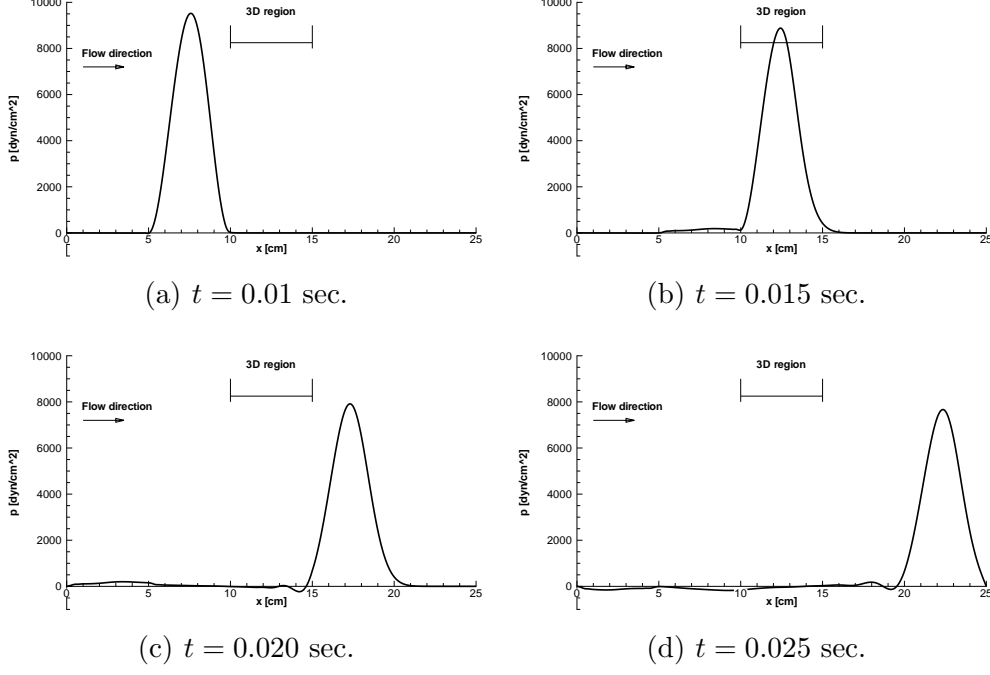 10000
8000
6000
4000
2000
0
p [dyn/cm^2]
3D region
Flow direction
0 5 10 15 20 25
x [cm]
(a) t = 0.01 sec.
10000
8000
6000
4000
2000
0
p [dyn/cm^2]
3D region
Flow direction
0 5 10 15 20 25
x [cm]
(b) t = 0.015 sec.
10000
8000
6000
4000
2000
0
p [dyn/cm^2]
3D region
Flow direction
0 5 10 15 20 25
x [cm]
(c) t = 0.020 sec.
10000
8000
6000
4000
2000
0
p [dyn/cm^2]
3D region
Flow direction
0 5 10 15 20 25
x [cm]
(d) t = 0.025 sec.